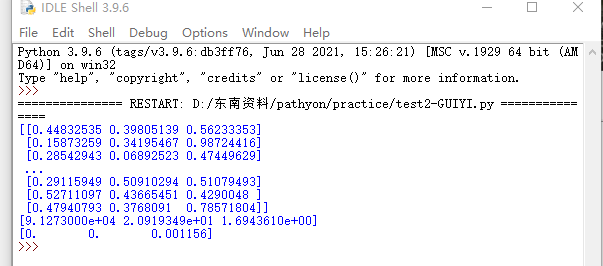 IDLE Shell 3.9.6
File Edit Shell Debug Options Window Help
Python 3.9.6 (tags/v3.9.6:db3ff76, Jun 28 2021, 15:26:21) [MSC v.1929 64 bit (AM
D64)] on win32
Type "help", "copyright", "credits" or "license()" for more information.
>>>
=============== RESTART: D:/东南资料/pathyon/practice/test2-GUIYI.py ===========
====
[[0.44832535 0.39805139 0.56233353]
 [0.15873259 0.34195467 0.98724416]
 [0.28542943 0.06892523 0.47449629]
 ...
 [0.29115949 0.50910294 0.51079493]
 [0.52711097 0.43665451 0.4290048 ]
 [0.47940793 0.3768091  0.78571804]]
[9.1273000e+04 2.0919349e+01 1.6943610e+00]
[0.       0.       0.001156]
>>>